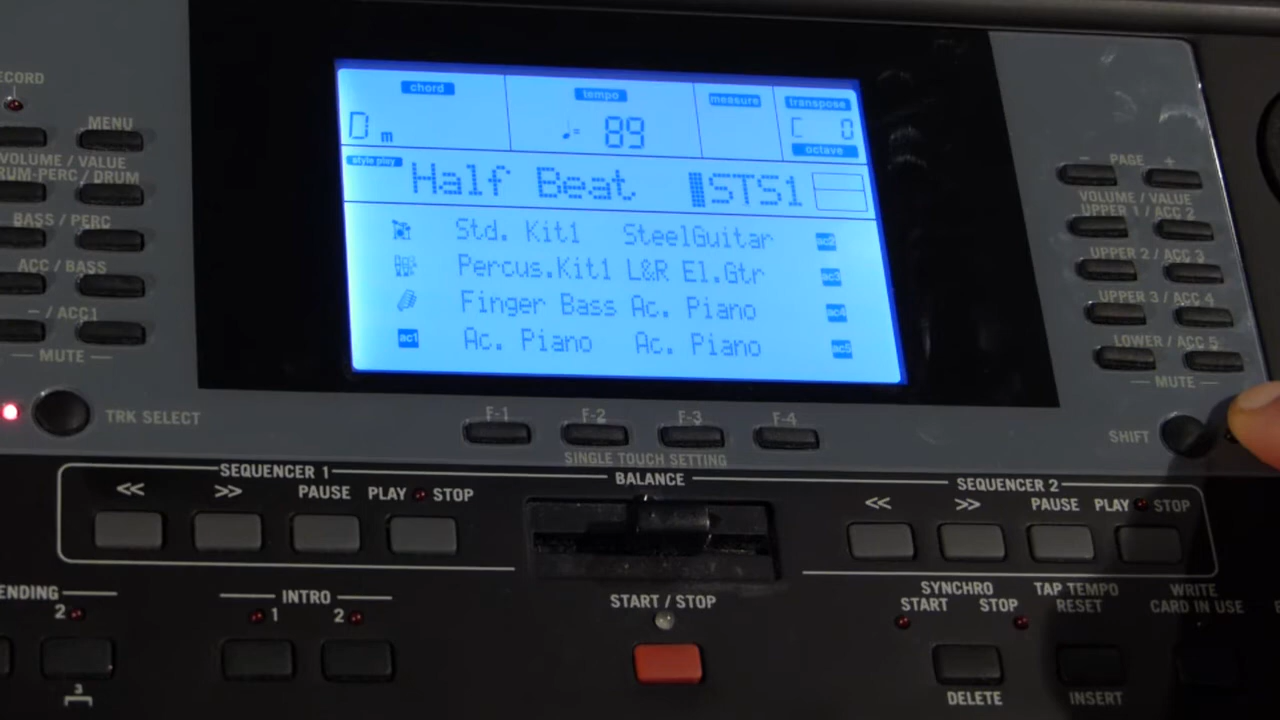 ECORD
MENU
VOLUME / VALUE
RUM-PERC / DRUM
BASS / PERC
ACC / BASS
– / ACC1
— MUTE —
TRK SELECT
chord
tempo
measure
transpose
D m
♩= 89
C 0
octave
style play
Half Beat
STS1
Std. Kit1 SteelGuitar ac2
Percus.Kit1 L&R El.Gtr ac3
Finger Bass Ac. Piano ac4
ac1 Ac. Piano Ac. Piano ac5
– PAGE +
VOLUME / VALUE
UPPER 1 / ACC 2
UPPER 2 / ACC 3
UPPER 3 / ACC 4
LOWER / ACC 5
— MUTE —
SHIFT
F-1 F-2 F-3 F-4
SINGLE TOUCH SETTING
SEQUENCER 1
<< >> PAUSE PLAY STOP
BALANCE
SEQUENCER 2
<< >> PAUSE PLAY STOP
ENDING
2
3
INTRO
1 2
START / STOP
SYNCHRO
START STOP
TAP TEMPO
RESET
WRITE
CARD IN USE
DELETE
INSERT